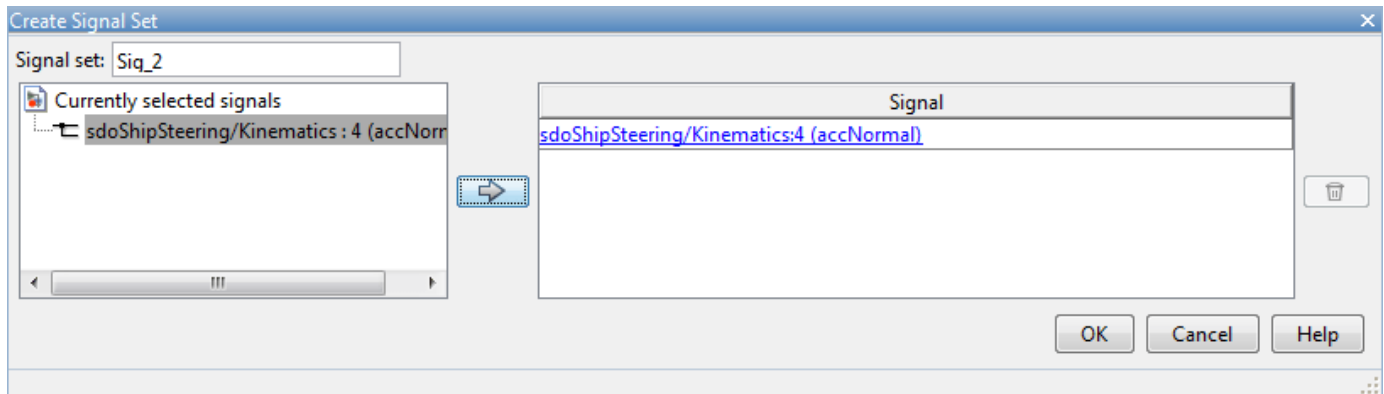 Create Signal Set
Signal set: Sig_2
Currently selected signals
sdoShipSteering/Kinematics : 4 (accNorr
Signal
sdoShipSteering/Kinematics:4 (accNormal)
OK Cancel Help